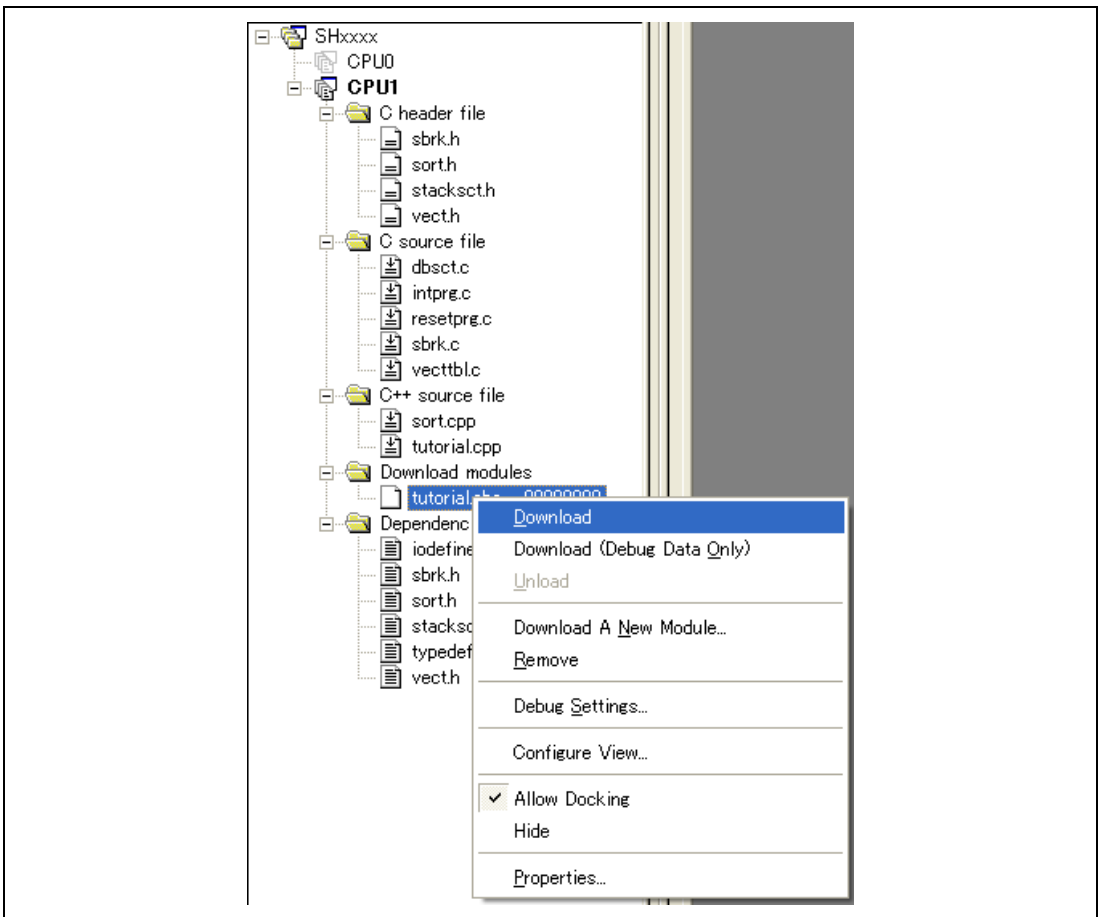 SHxxxx
CPU0
CPU1
C header file
sbrk.h
sort.h
stacksct.h
vect.h
C source file
dbsct.c
intprg.c
resetprg.c
sbrk.c
vecttbl.c
C++ source file
sort.cpp
tutorial.cpp
Download modules
tutorial
Dependenc
iodefine
sbrk.h
sort.h
stacksc
typedef
vect.h
Download
Download (Debug Data Only)
Unload
Download A New Module...
Remove
Debug Settings...
Configure View...
Allow Docking
Hide
Properties...